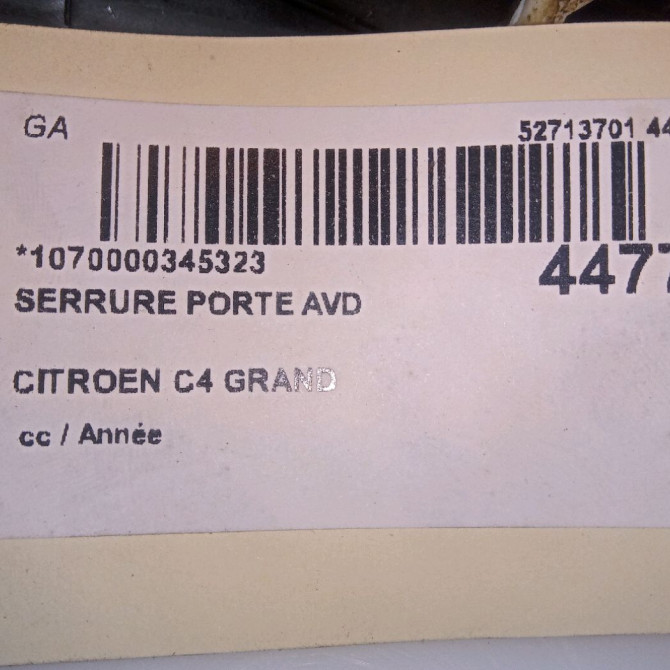 GA
52713701 44
*1070000345323
4477
SERRURE PORTE AVD
CITROEN C4 GRAND
cc / Année